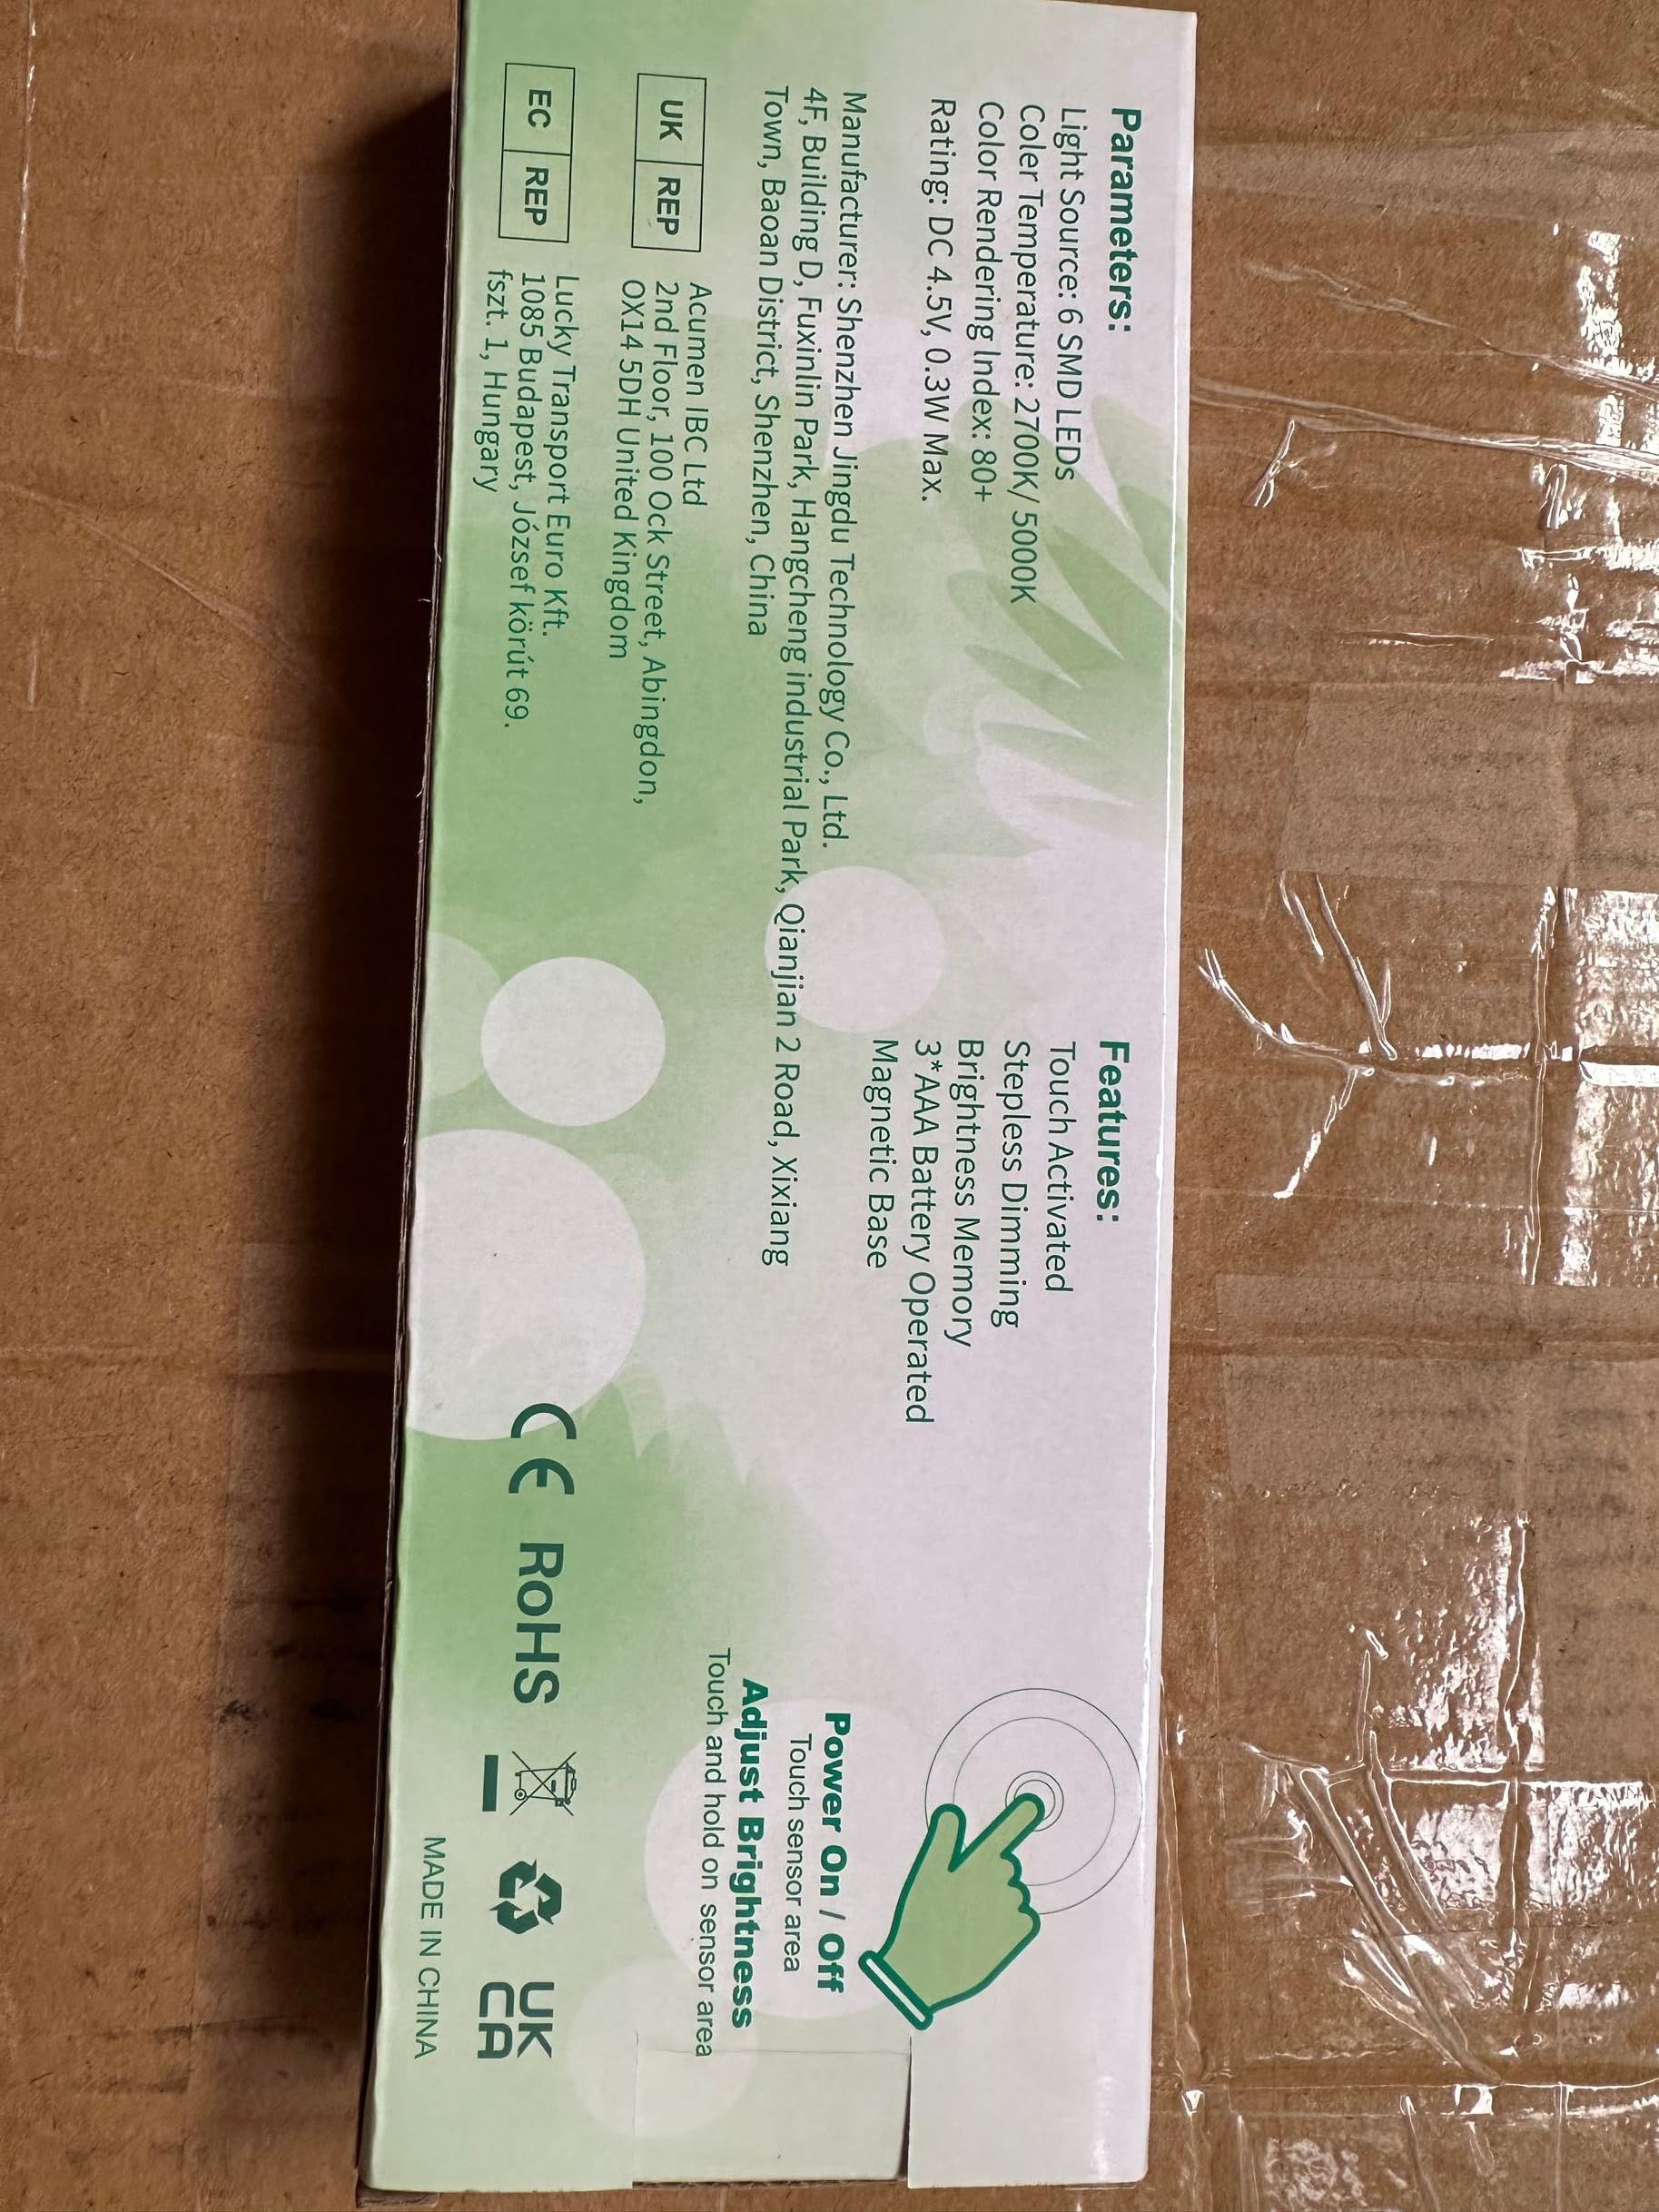 Parameters:
Light Source: 6 SMD LEDs
Coler Temperature: 2700K/ 5000K
Color Rendering Index: 80+
Rating: DC 4.5V, 0.3W Max.
Features:
Touch Activated
Stepless Dimming
Brightness Memory
3*AAA Battery Operated
Magnetic Base
Manufacturer: Shenzhen Jingdu Technology Co., Ltd.
4F, Building D, Fuxinlin Park, Hangcheng industrial Park, Qianjian 2 Road, Xixiang
Town, Baoan District, Shenzhen, China
UK REP
Acumen IBC Ltd
2nd Floor, 100 Ock Street, Abingdon,
OX14 5DH United Kingdom
EC REP
Lucky Transport Euro Kft.
1085 Budapest, József körút 69.
fszt. 1, Hungary
Power On / Off
Touch sensor area
Adjust Brightness
Touch and hold on sensor area
CE RoHS
UK
CA
MADE IN CHINA